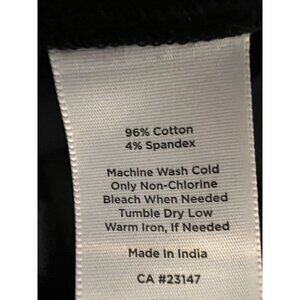 96% Cotton
4% Spandex
Machine Wash Cold
Only Non-Chlorine
Bleach When Needed
Tumble Dry Low
Warm Iron, If Needed
Made In India
CA #23147